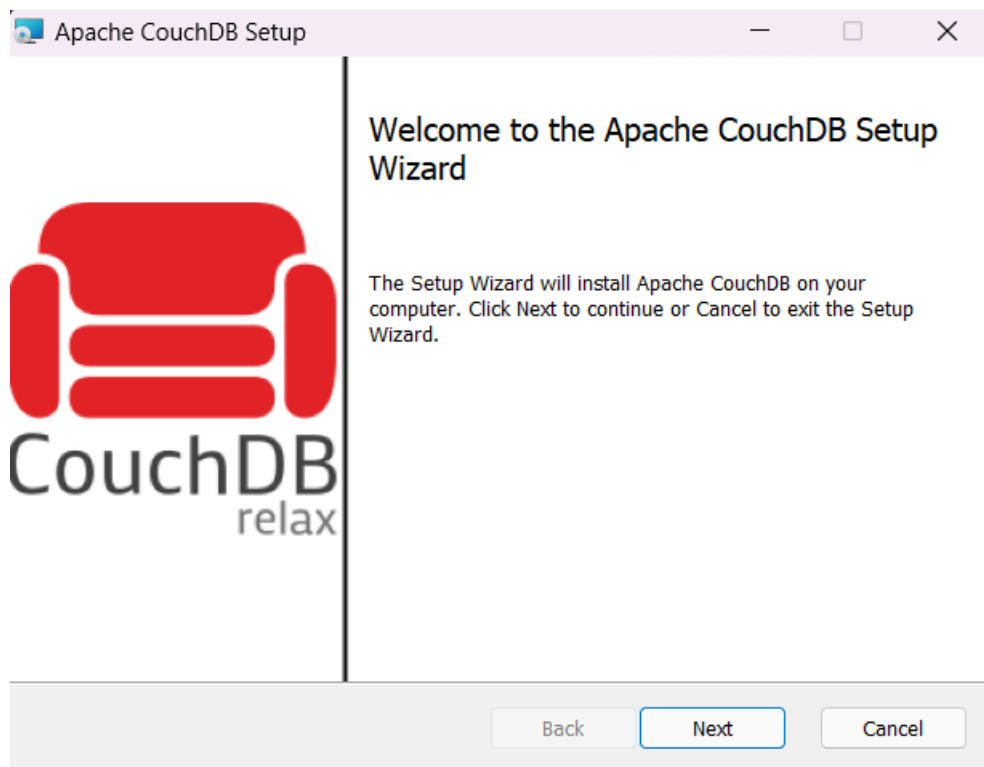 Apache CouchDB Setup
Welcome to the Apache CouchDB Setup
Wizard
The Setup Wizard will install Apache CouchDB on your
computer. Click Next to continue or Cancel to exit the Setup
Wizard.
CouchDB
relax
Back
Next
Cancel